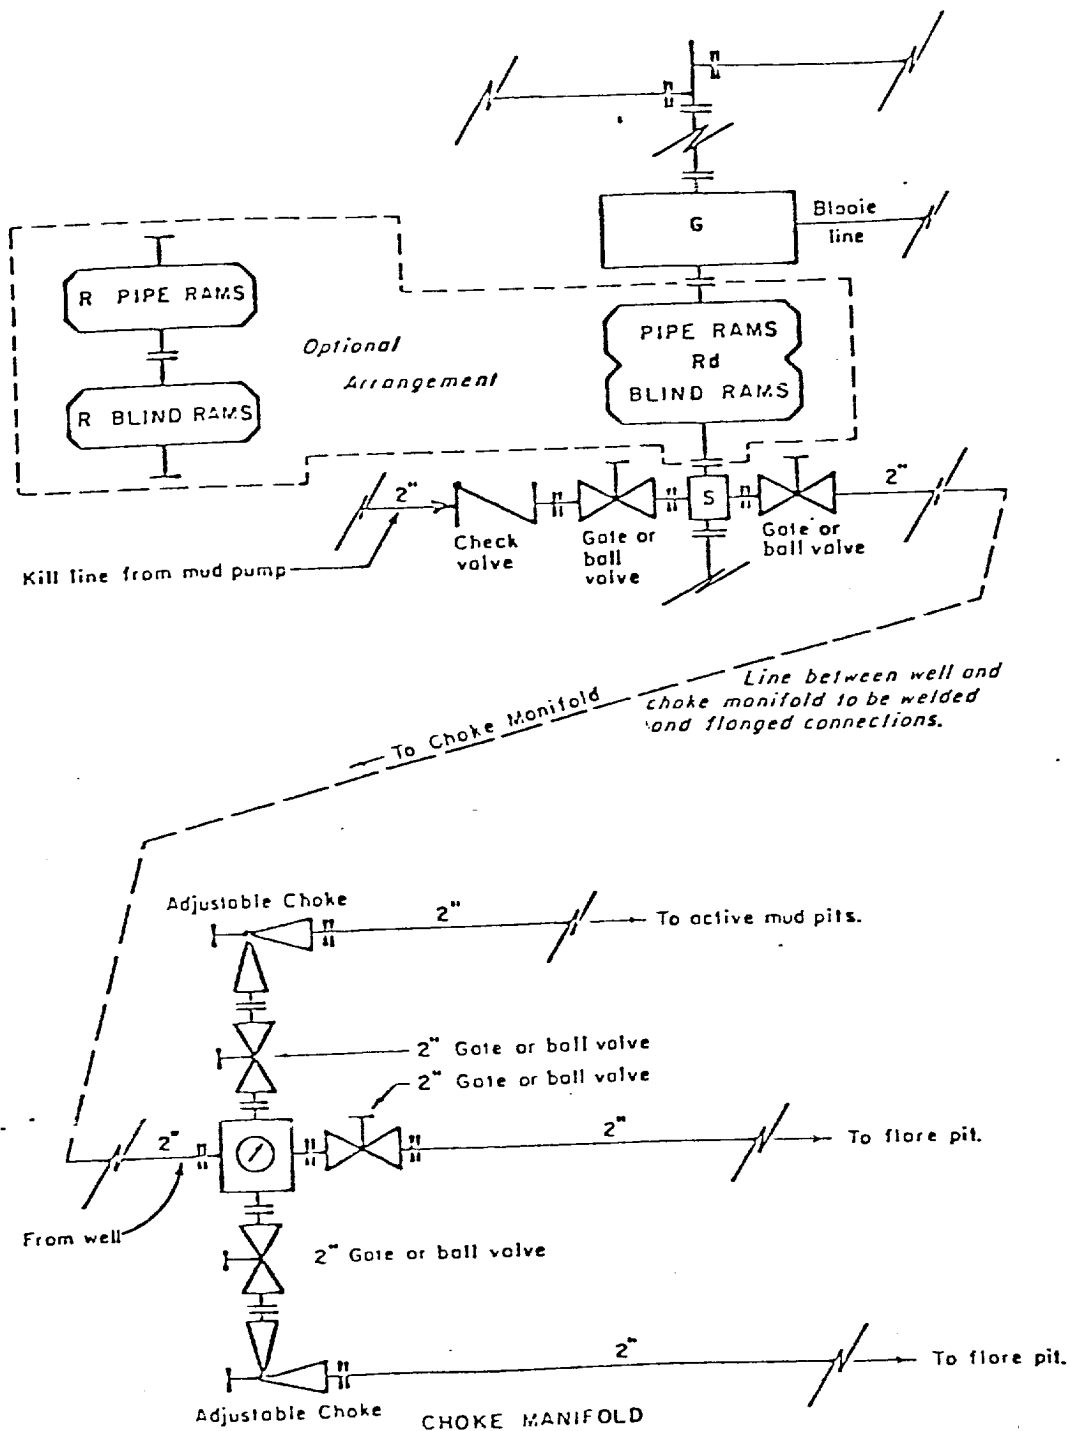 G
Blooie
line
R PIPE RAMS
R BLIND RAMS
Optional
Arrangement
PIPE RAMS
Rd
BLIND RAMS
2"
S
2"
Check
valve
Gate or
ball
valve
Gate or
ball valve
Kill line from mud pump
Line between well and
choke manifold to be welded
and flanged connections.
To Choke Manifold
Adjustable Choke
2"
To active mud pits.
2" Gate or ball valve
2" Gate or ball valve
2"
2"
To flare pit.
From well
2" Gate or ball valve
2"
To flare pit.
Adjustable Choke
CHOKE MANIFOLD